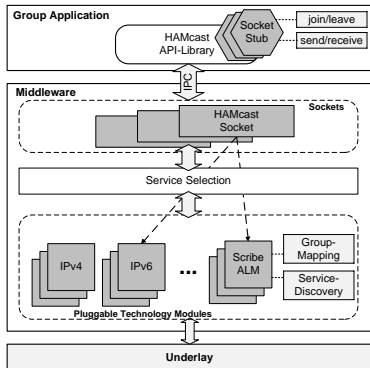 Group Application
HAMcast
API-Library
Socket
Stub
join/leave
send/receive
IPC
Middleware
HAMcast
Socket
Sockets
Service Selection
IPv4
IPv6
...
Scribe
ALM
Group-
Mapping
Service-
Discovery
Pluggable Technology Modules
Underlay